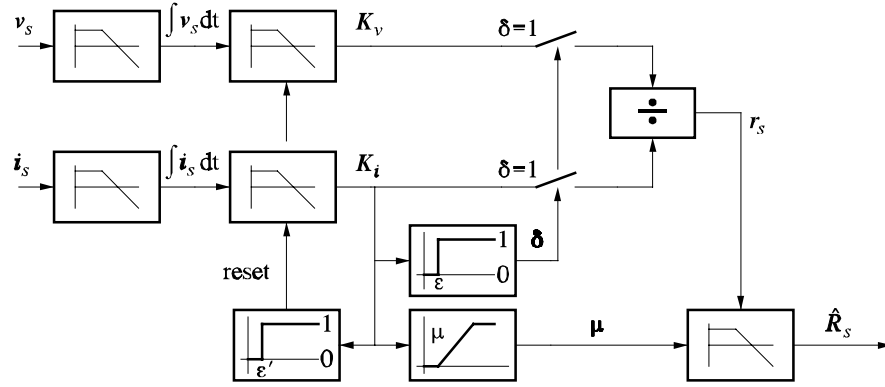 v_s ∫v_s dt K_v δ=1
÷ r_s
i_s ∫i_s dt K_i δ=1
1 δ
ε 0
reset
1 μ μ R̂_s
ε′ 0